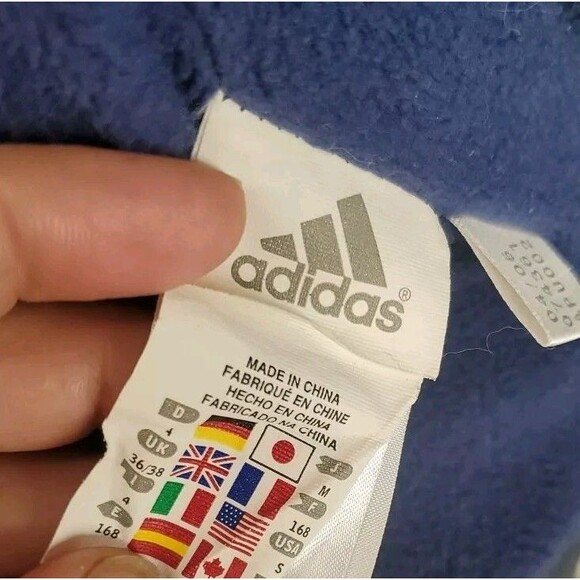 adidas®
MADE IN CHINA
FABRIQUÉ EN CHINE
HECHO EN CHINA
FABRICADO NA CHINA
D J
4 M
UK F
36/38 168
I USA
4 S
E
168